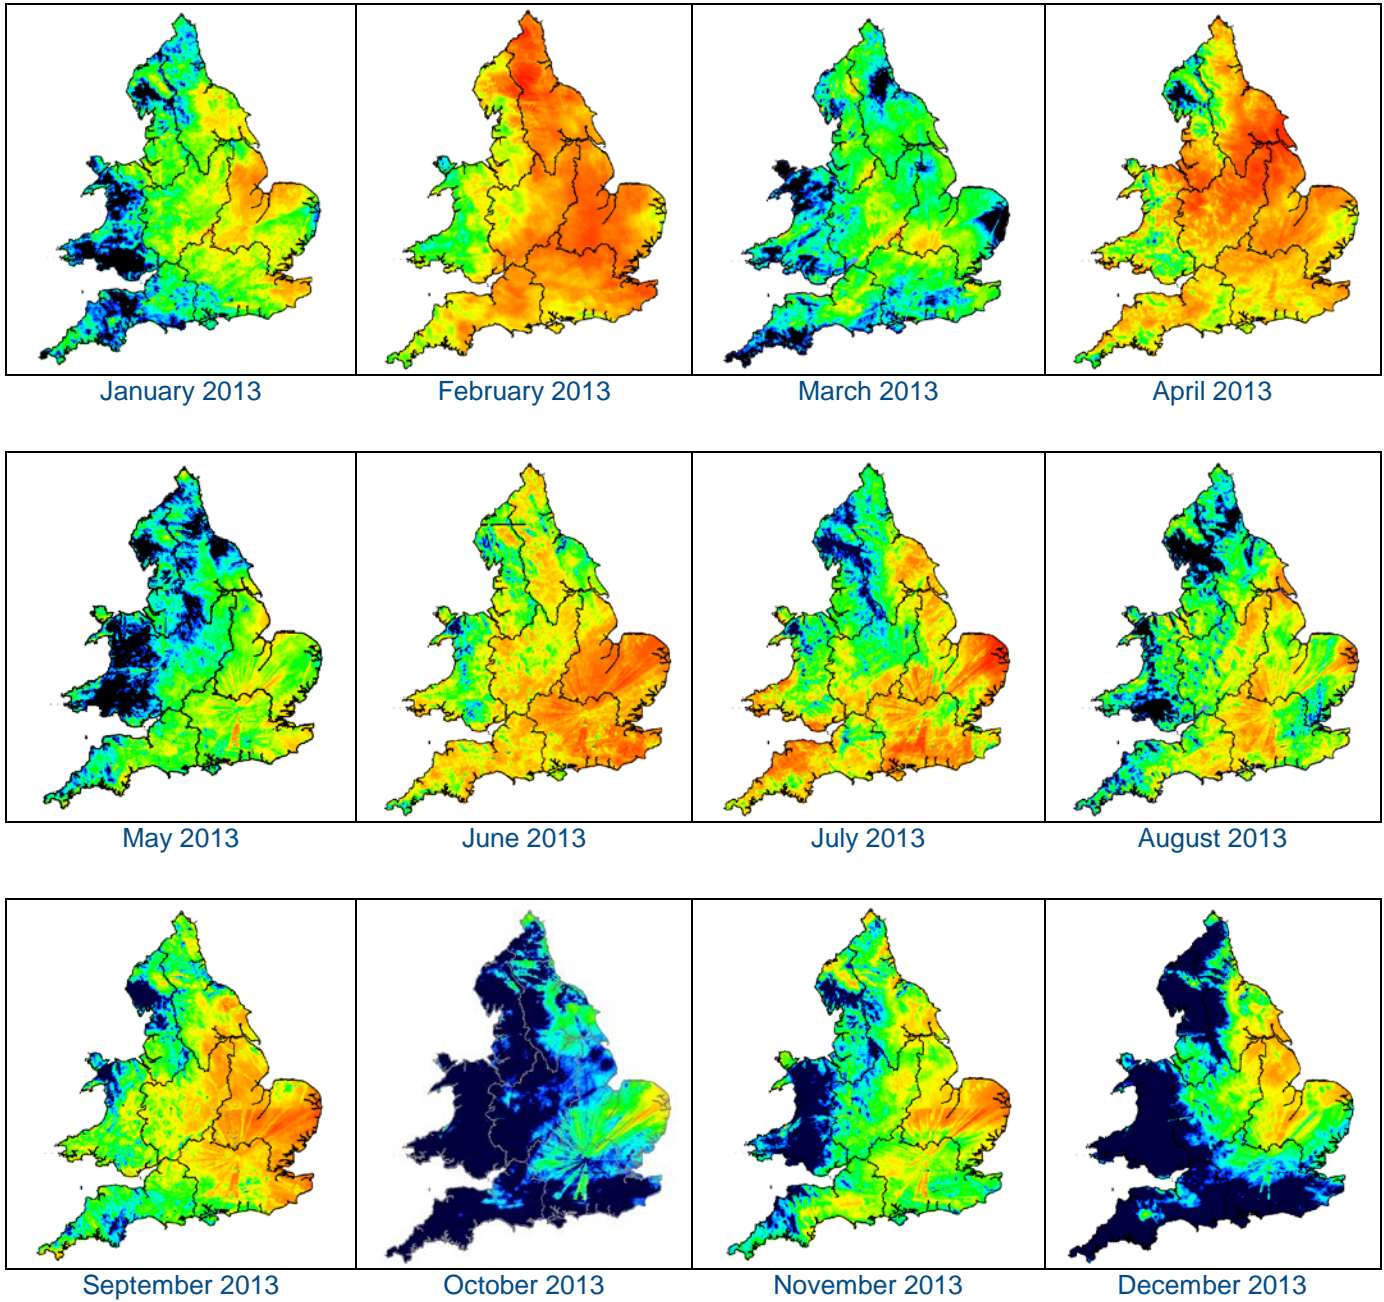 January 2013
February 2013
March 2013
April 2013
May 2013
June 2013
July 2013
August 2013
September 2013
October 2013
November 2013
December 2013